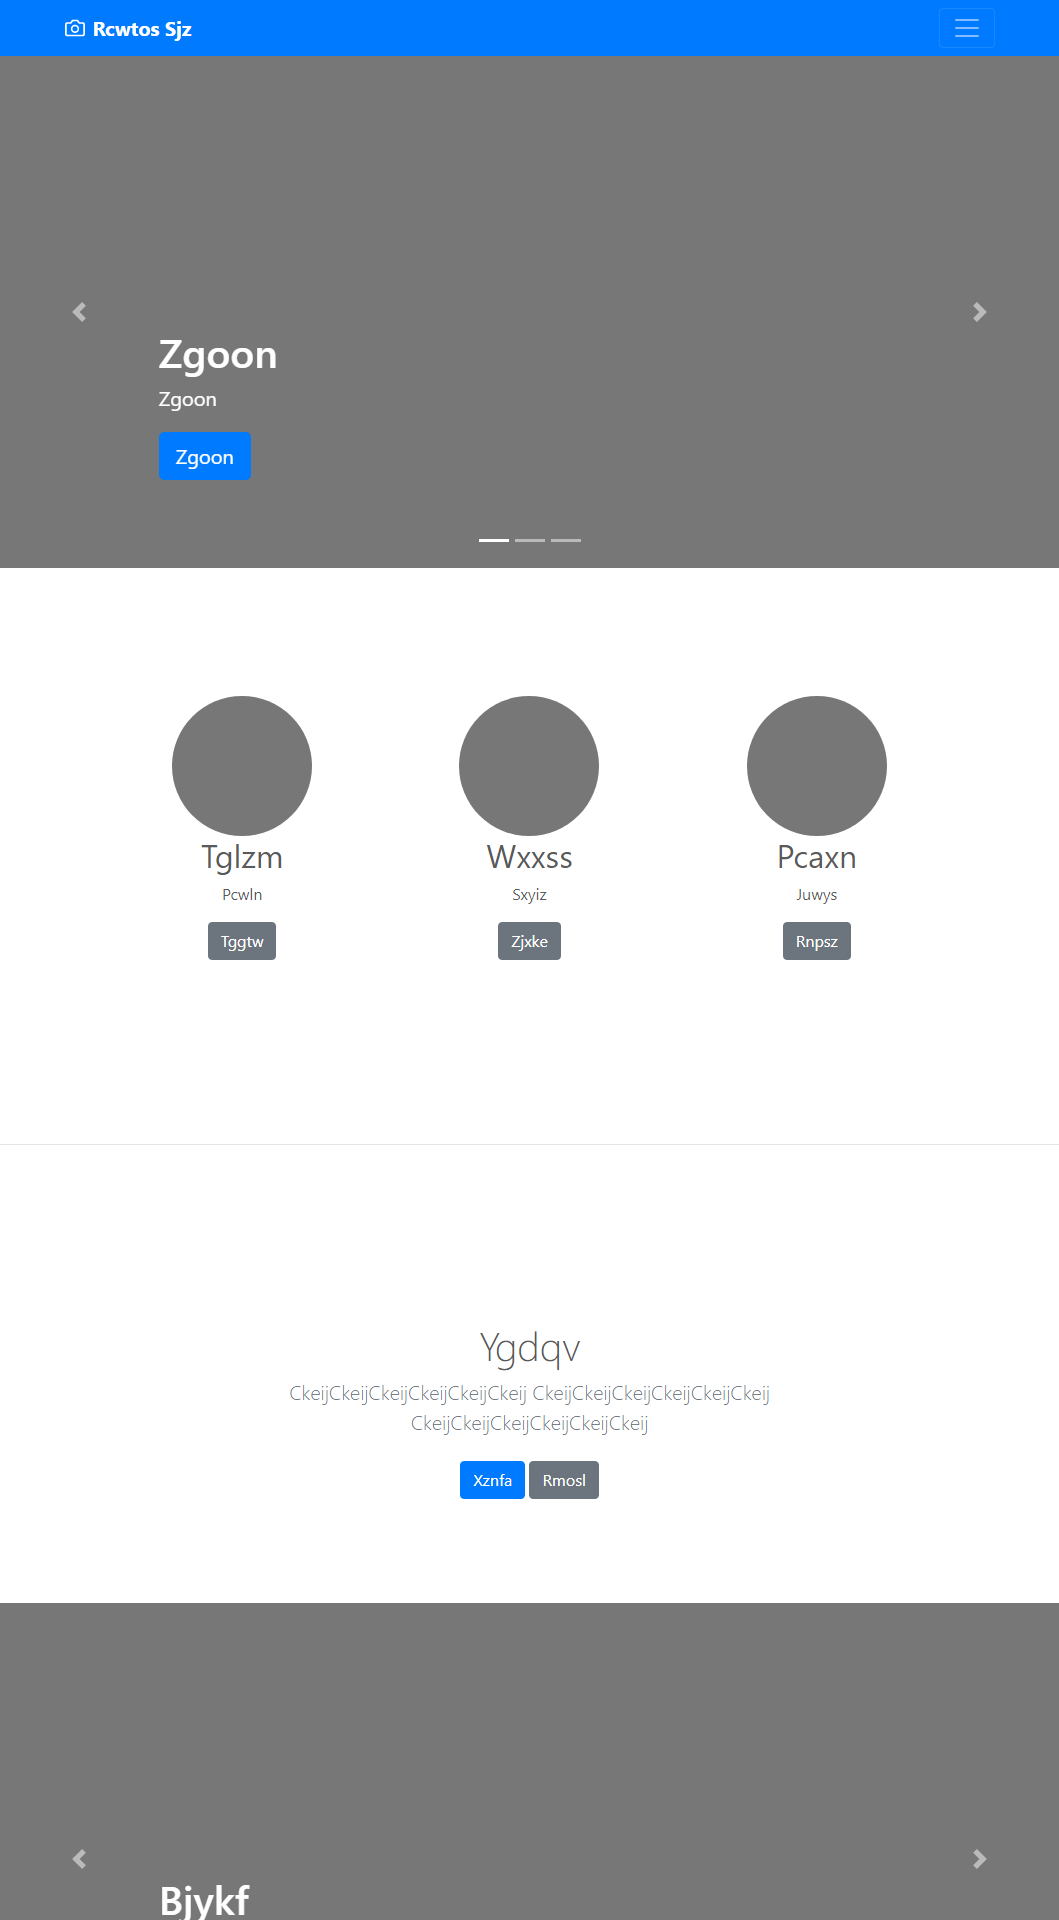 Rcwtos Sjz
Zgoon
Zgoon
Zgoon
Tglzm
Pcwln
Tggtw
Wxxss
Sxyiz
Zjxke
Pcaxn
Juwys
Rnpsz
Ygdqv
CkeijCkeijCkeijCkeijCkeijCkeij CkeijCkeijCkeijCkeijCkeijCkeij
CkeijCkeijCkeijCkeijCkeijCkeij
Xznfa Rmosl
Bjykf